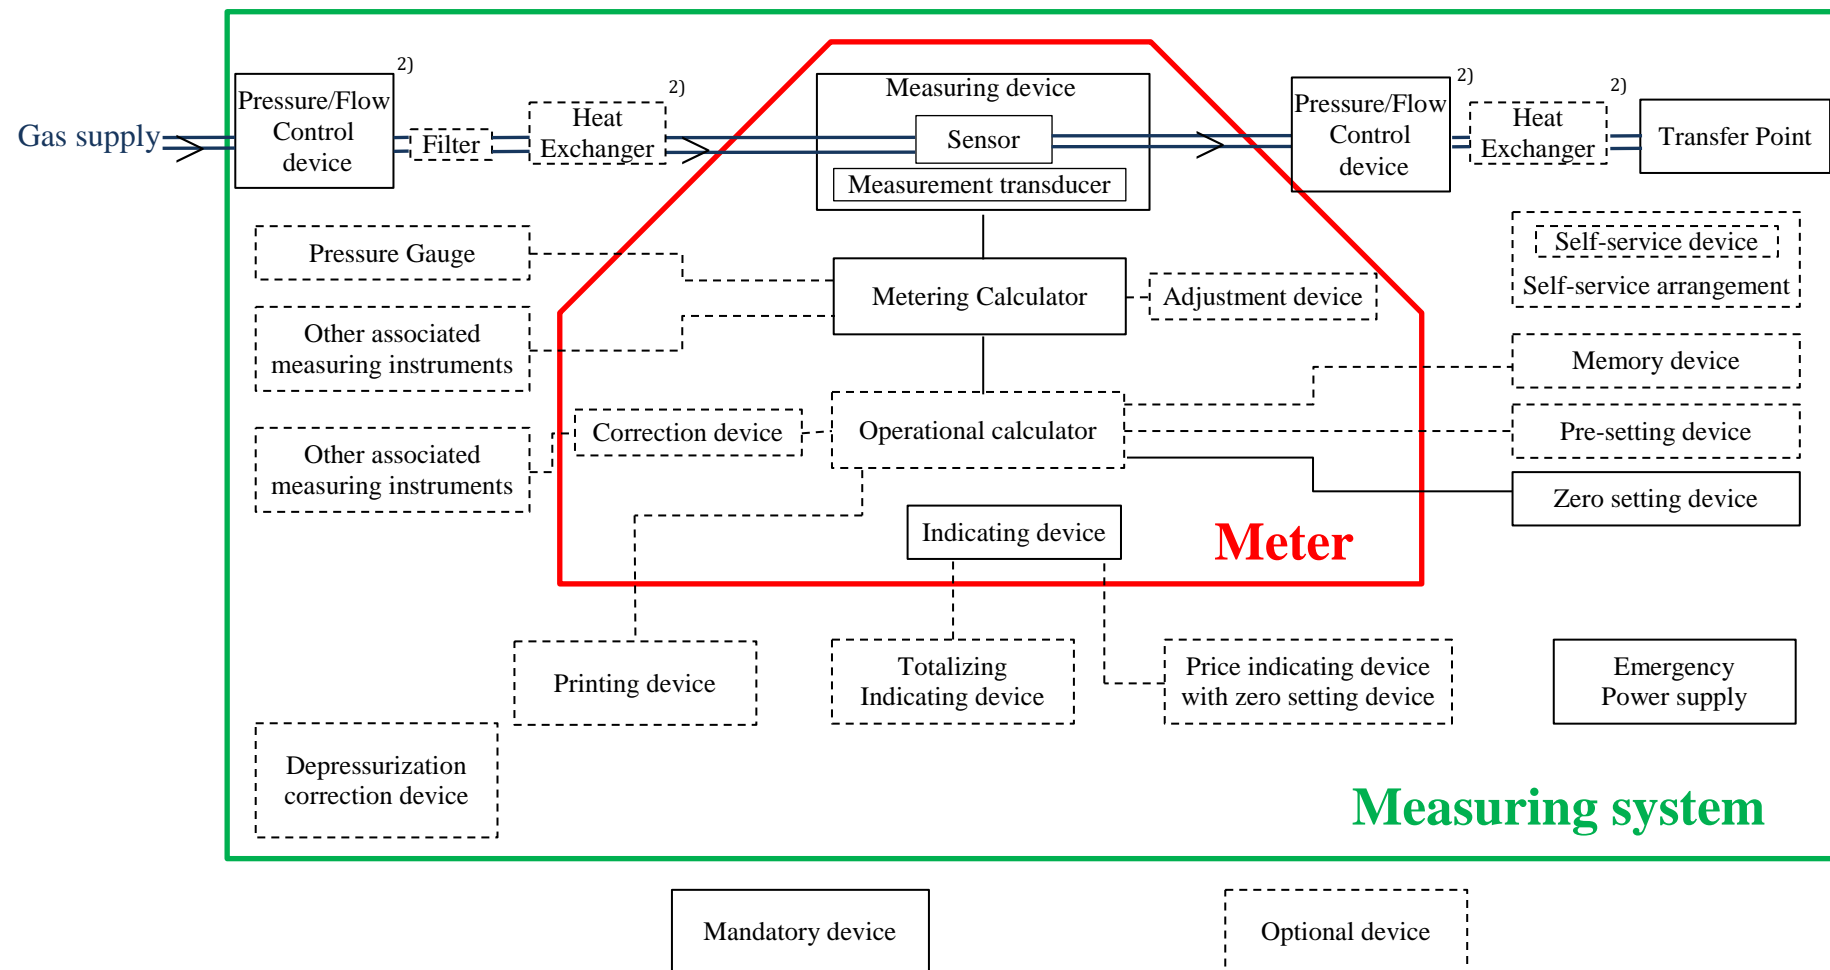 2)
Pressure/Flow
Control
device
Gas supply
Filter
2)
Heat
Exchanger
Measuring device
Sensor
Measurement transducer
2)
Pressure/Flow
Control
device
2)
Heat
Exchanger
Transfer Point
Pressure Gauge
Metering Calculator
Adjustment device
Self-service device
Self-service arrangement
Other associated
measuring instruments
Memory device
Correction device
Operational calculator
Pre-setting device
Other associated
measuring instruments
Zero setting device
Indicating device
Meter
Printing device
Totalizing
Indicating device
Price indicating device
with zero setting device
Emergency
Power supply
Depressurization
correction device
Measuring system
Mandatory device
Optional device